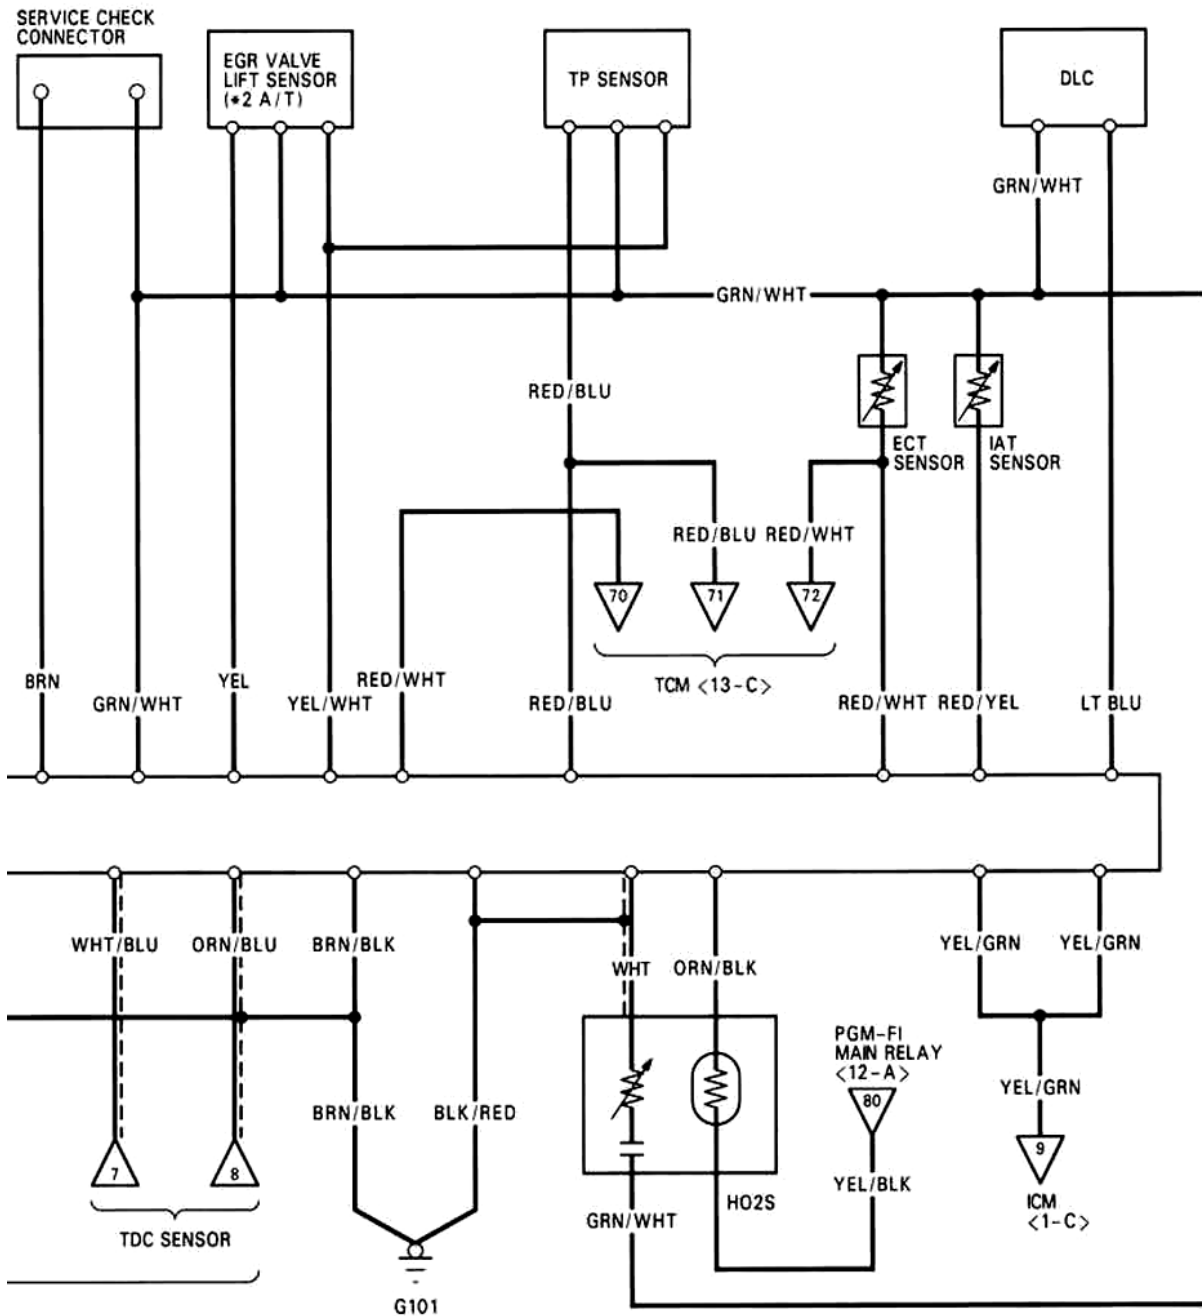 SERVICE CHECK
CONNECTOR
EGR VALVE
LIFT SENSOR
(*2 A/T)
TP SENSOR
DLC
GRN/WHT
GRN/WHT
RED/BLU
ECT
SENSOR
IAT
SENSOR
RED/BLU
RED/WHT
70
71
72
TCM <13-C>
BRN
GRN/WHT
YEL
YEL/WHT
RED/WHT
RED/BLU
RED/WHT
RED/YEL
LT BLU
WHT/BLU
ORN/BLU
BRN/BLK
WHT
ORN/BLK
YEL/GRN
YEL/GRN
PGM-FI
MAIN RELAY
<12-A>
80
BRN/BLK
BLK/RED
YEL/GRN
7
8
9
TDC SENSOR
GRN/WHT
HO2S
YEL/BLK
ICM
<1-C>
G101